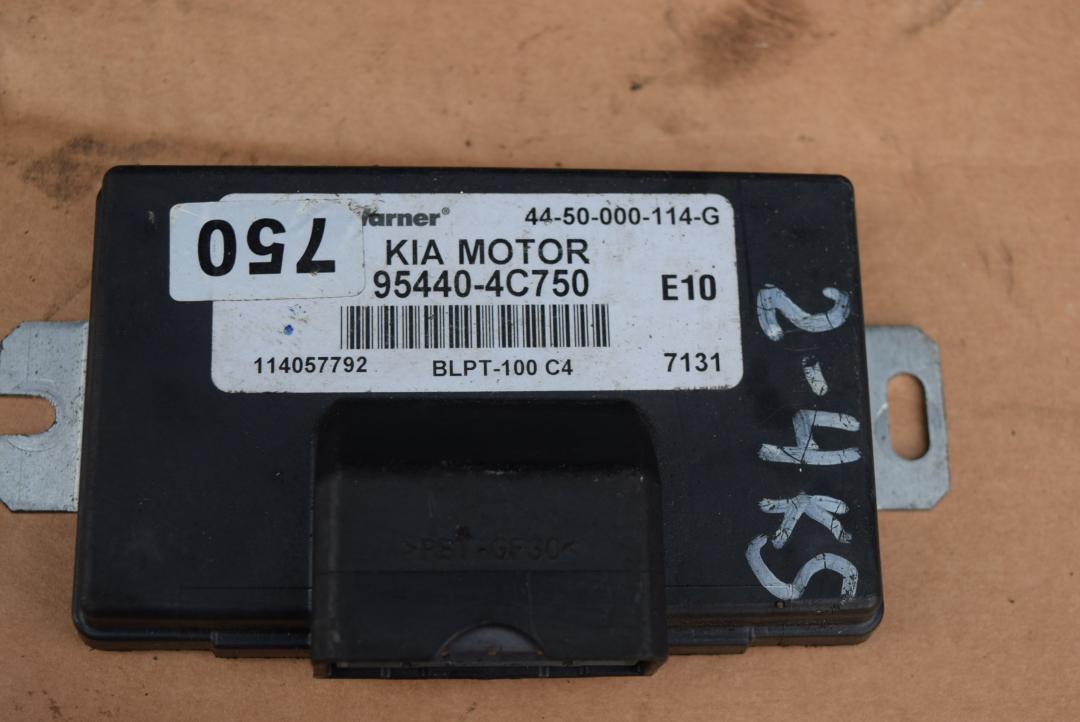 750
arner® 44-50-000-114-G
KIA MOTOR
95440-4C750 E10
114057792 BLPT-100 C4 7131
>PBT-GF30<
2-4KS